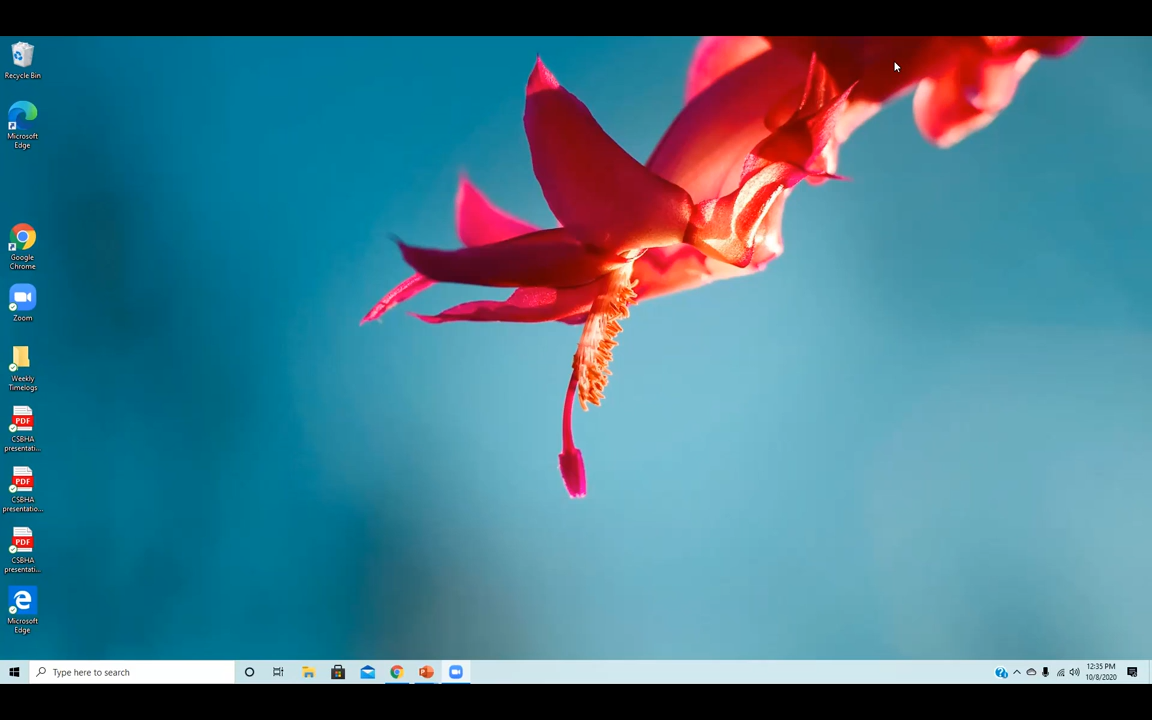 Recycle Bin
Microsoft
Edge
Google
Chrome
Zoom
Weekly
Timelogs
PDF
CSBHA
presentati...
PDF
CSBHA
presentatio...
PDF
CSBHA
presentati...
Microsoft
Edge
Type here to search
12:35 PM
10/8/2020